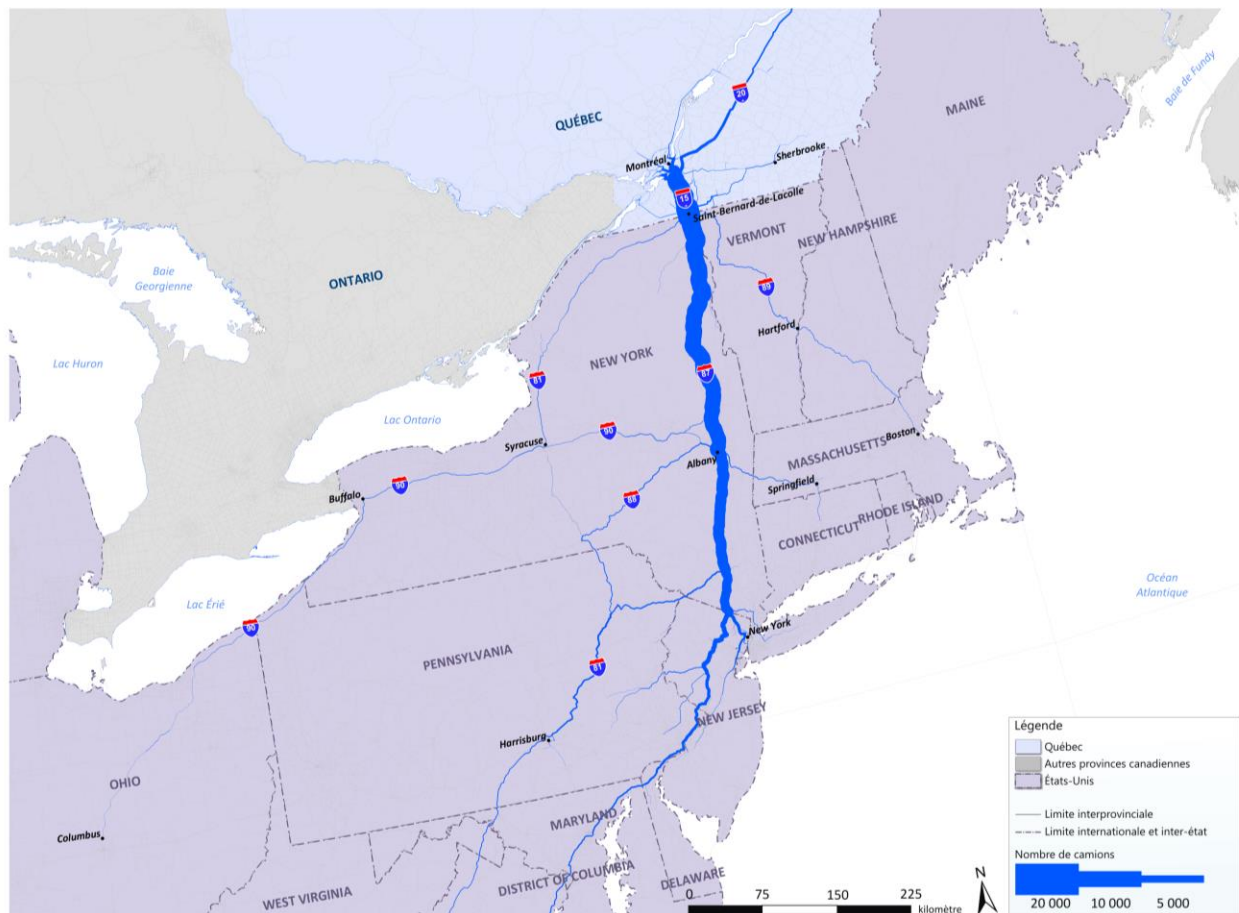 QUÉBEC
MAINE
Baie de Fundy
20
Montréal
Sherbrooke
15
Saint-Bernard-de-Lacolle
VERMONT
NEW HAMPSHIRE
Baie
Georgienne
ONTARIO
89
Hartford
Lac Huron
NEW YORK
87
81
Lac Ontario
Syracuse
90
Albany
MASSACHUSETTS
Boston
Springfield
90
Buffalo
88
CONNECTICUT
RHODE ISLAND
Océan
Atlantique
Lac Érié
90
New York
PENNSYLVANIA
81
NEW JERSEY
Harrisburg
OHIO
Columbus
MARYLAND
WEST VIRGINIA
DISTRICT OF COLUMBIA
DELAWARE
N
0 75 150 225
kilomètre
Légende
Québec
Autres provinces canadiennes
États-Unis
Limite interprovinciale
Limite internationale et inter-état
Nombre de camions
20 000 10 000 5 000